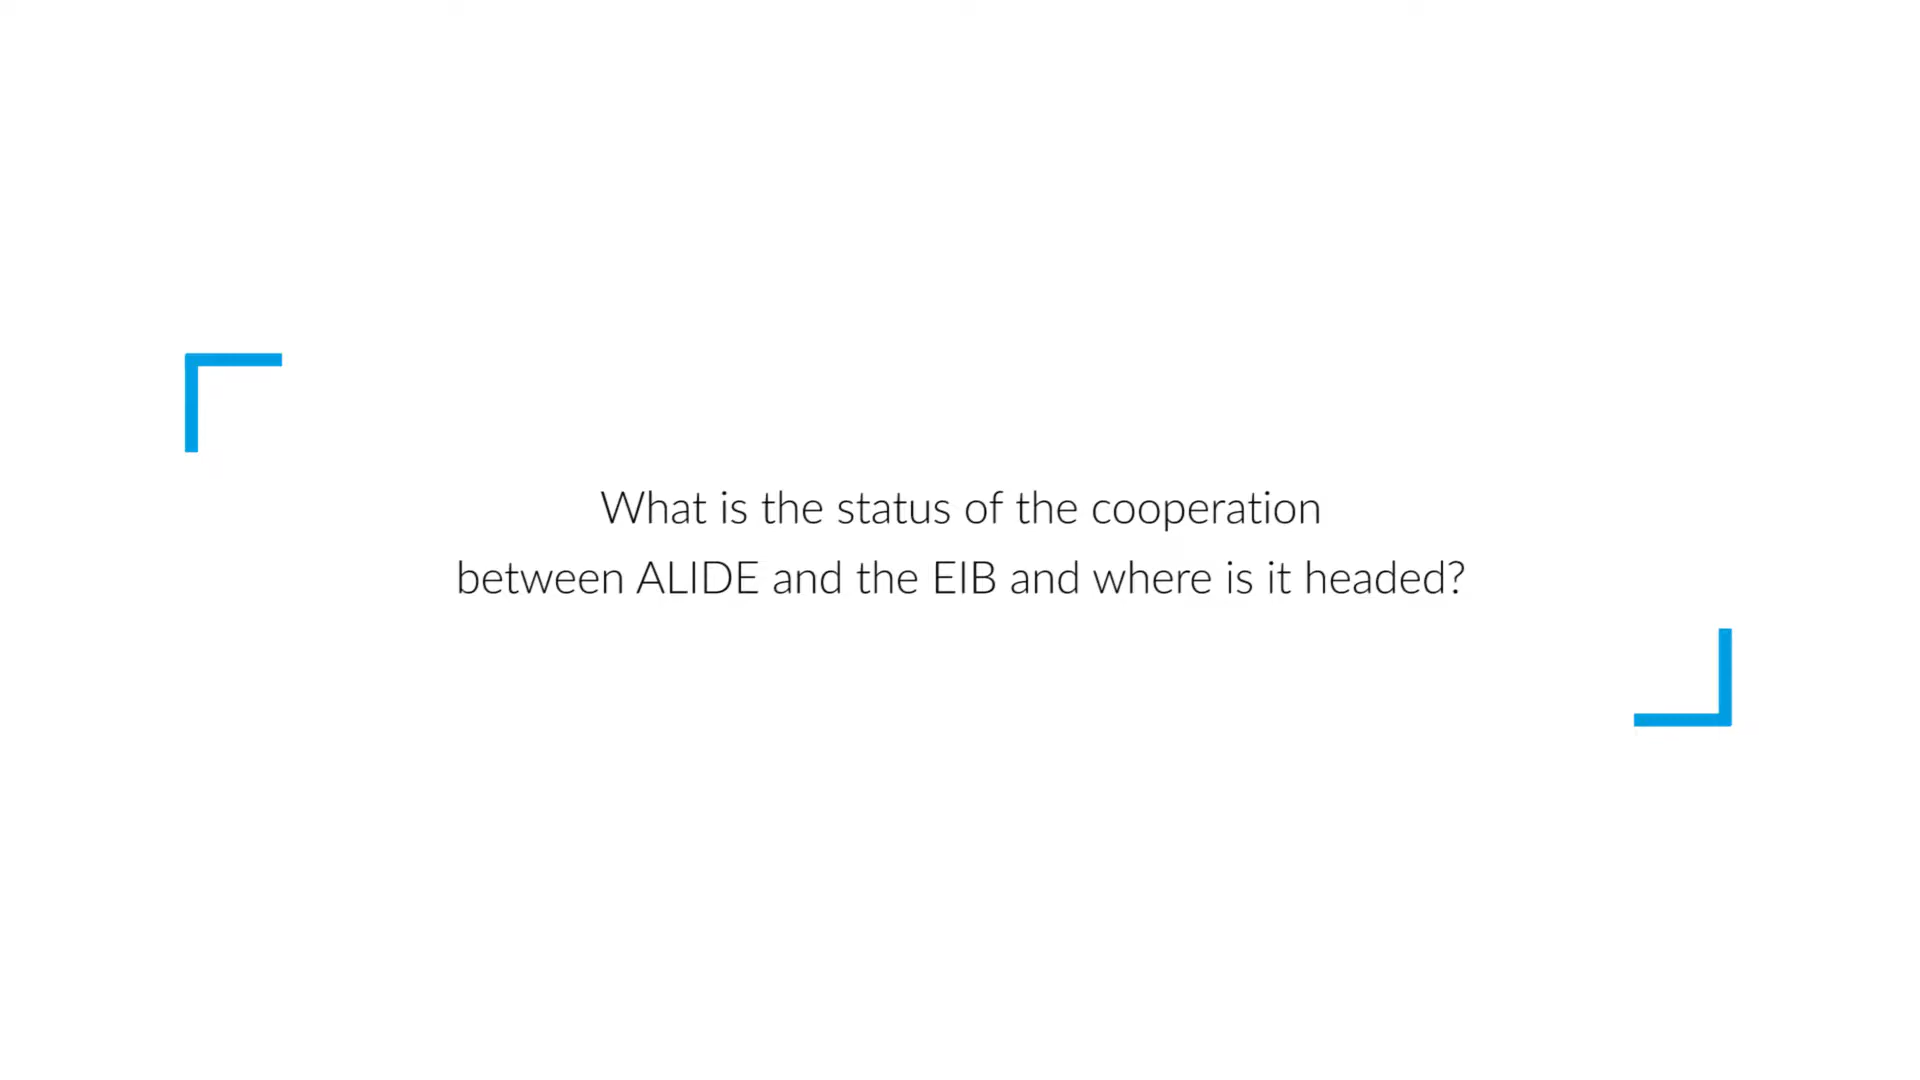 What is the status of the cooperation
between ALIDE and the EIB and where is it headed?